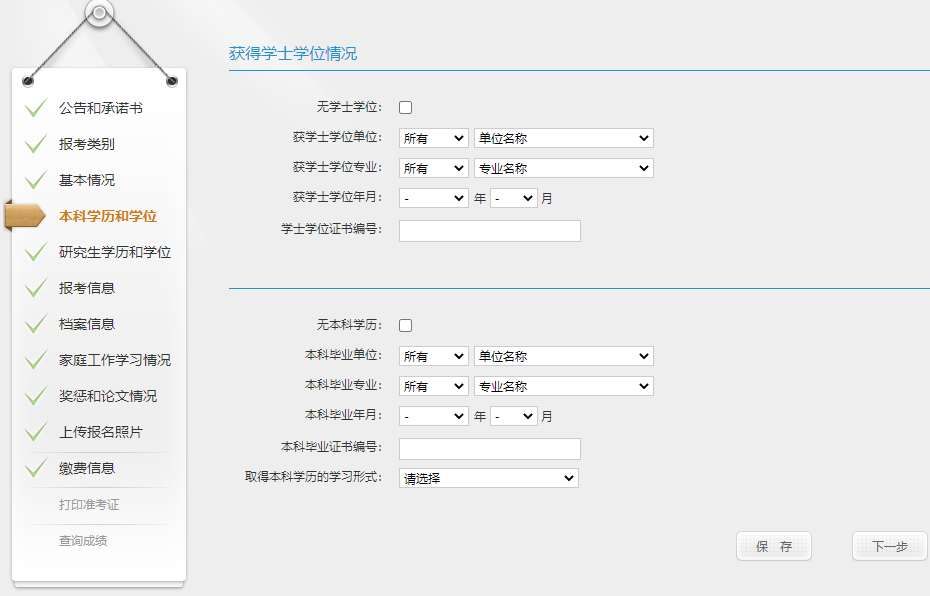 公告和承诺书
报考类别
基本情况
本科学历和学位
研究生学历和学位
报考信息
档案信息
家庭工作学习情况
奖惩和论文情况
上传报名照片
缴费信息
打印准考证
查询成绩
获得学士学位情况
无学士学位：
获学士学位单位： 所有 单位名称
获学士学位专业： 所有 专业名称
获学士学位年月： - 年 - 月
学士学位证书编号：
无本科学历：
本科毕业单位： 所有 单位名称
本科毕业专业： 所有 专业名称
本科毕业年月： - 年 - 月
本科毕业证书编号：
取得本科学历的学习形式： 请选择
保 存 下一步